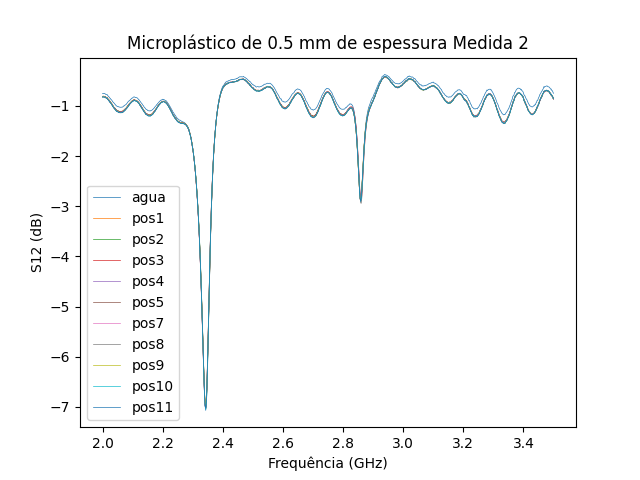 Microplástico de 0.5 mm de espessura Medida 2
S12 (dB)
−1
−2
−3
−4
−5
−6
−7
agua
pos1
pos2
pos3
pos4
pos5
pos7
pos8
pos9
pos10
pos11
2.0 2.2 2.4 2.6 2.8 3.0 3.2 3.4
Frequência (GHz)